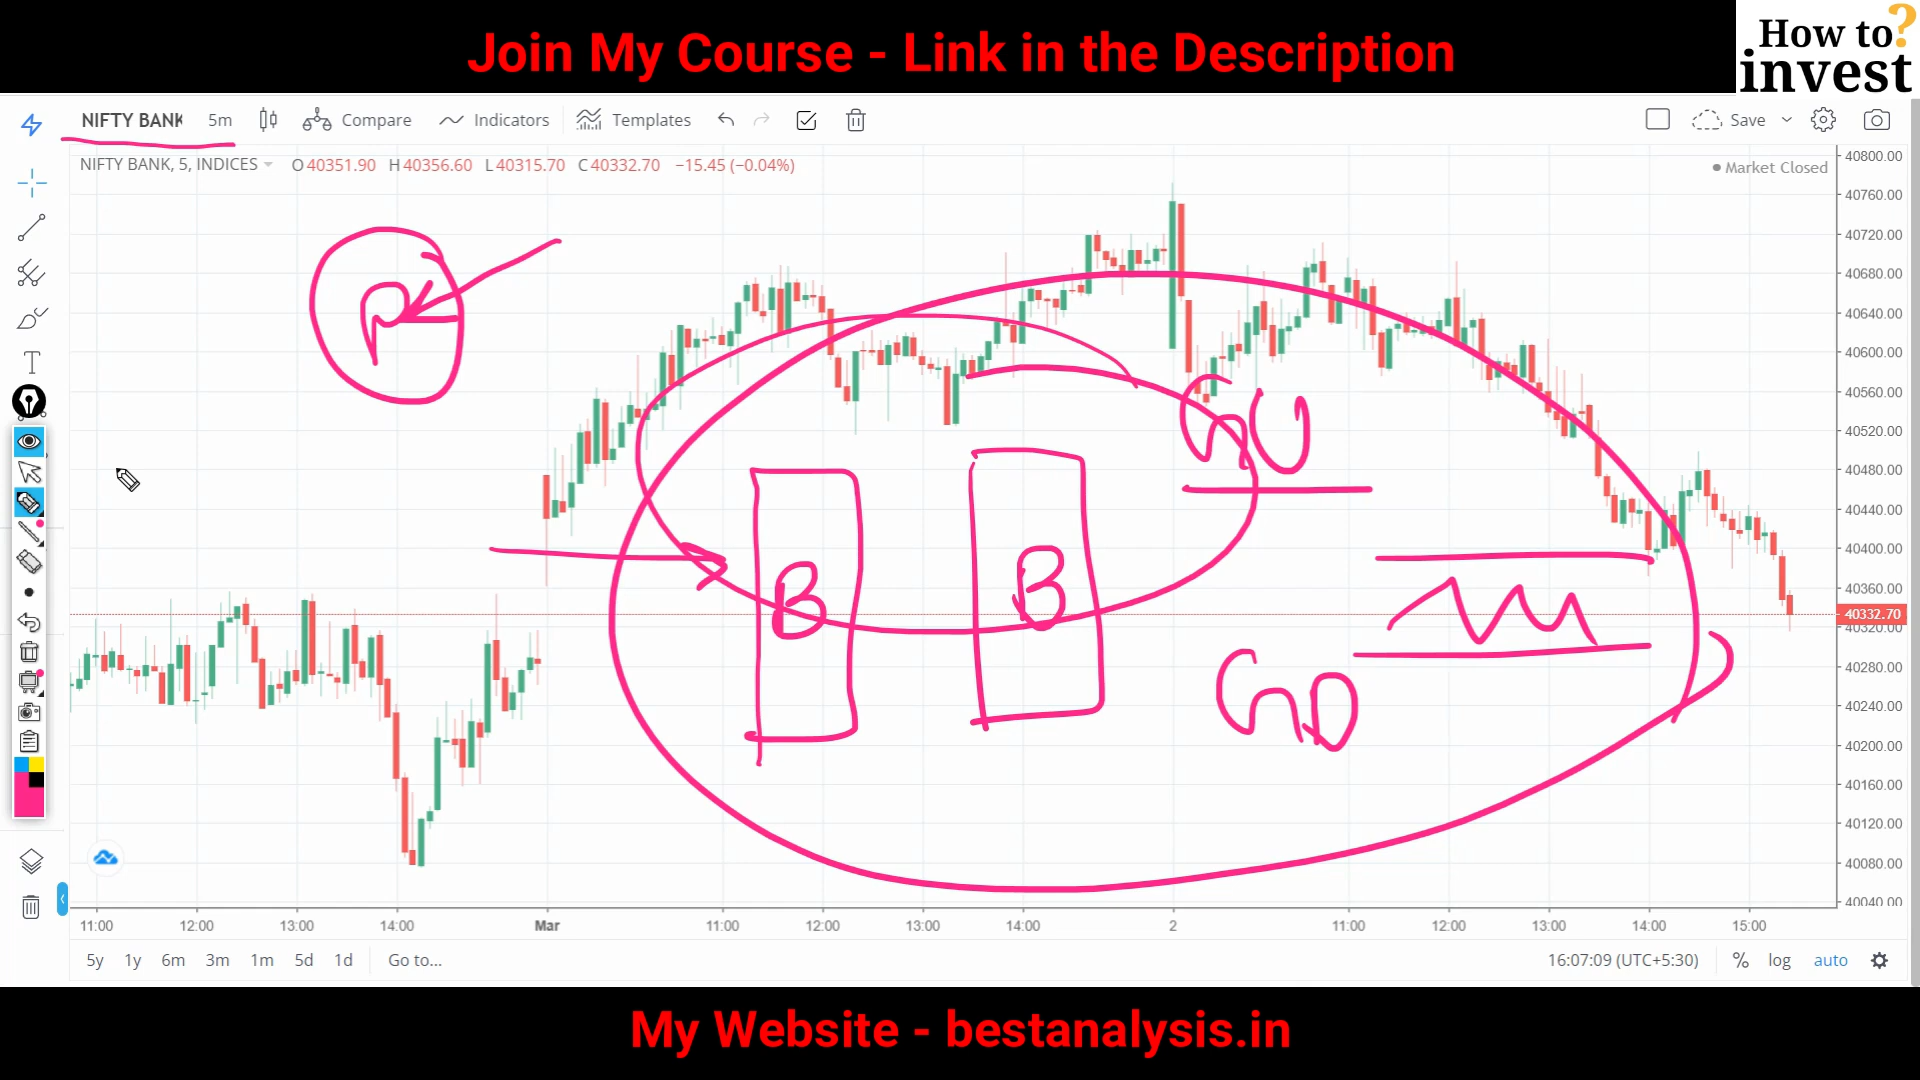 Join My Course - Link in the Description
How to?
invest
NIFTY BANK 5m Compare Indicators Templates Save
NIFTY BANK, 5, INDICES O40351.90 H40356.60 L40315.70 C40332.70 −15.45 (−0.04%)
Market Closed
40800.00
40760.00
40720.00
40680.00
40640.00
40600.00
40560.00
40520.00
40480.00
40440.00
40400.00
40360.00
40332.70
40320.00
40280.00
40240.00
40200.00
40160.00
40120.00
40080.00
40040.00
P
GU
B B
GD
T
11:00 12:00 13:00 14:00 Mar 11:00 12:00 13:00 14:00 2 11:00 12:00 13:00 14:00 15:00
5y 1y 6m 3m 1m 5d 1d Go to... 16:07:09 (UTC+5:30) % log auto
My Website - bestanalysis.in